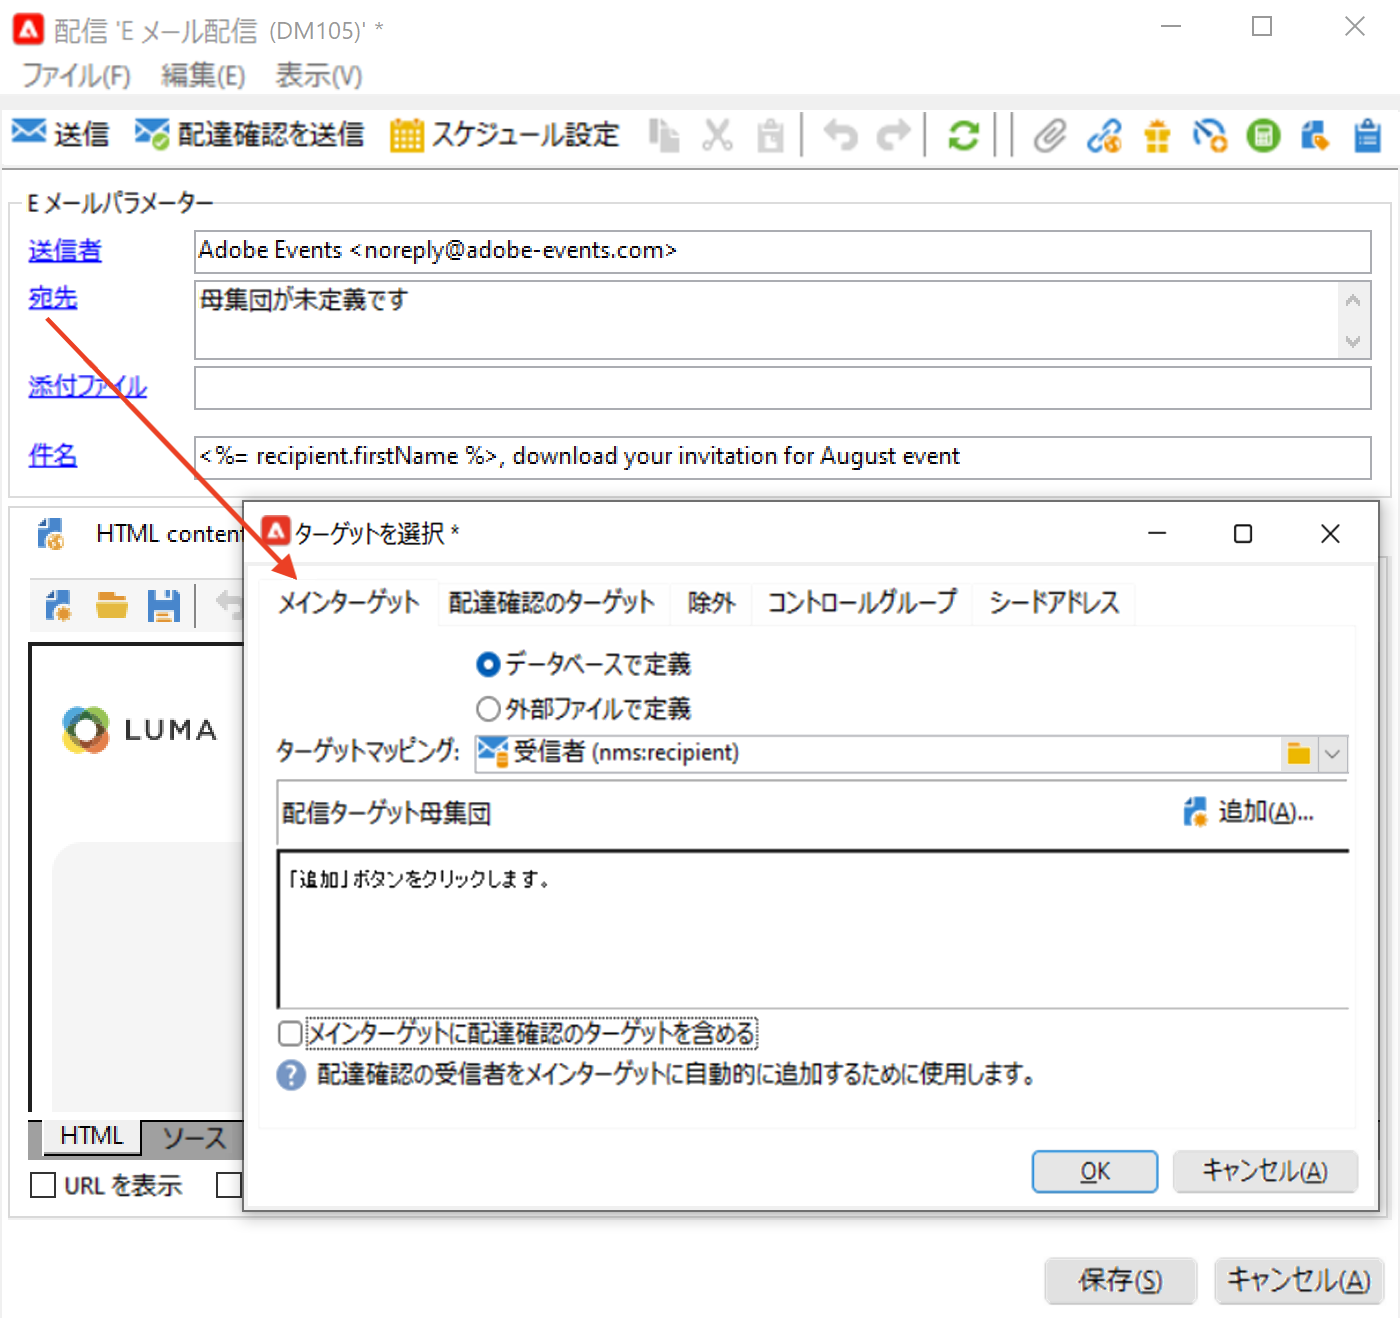 配信 'E メール配信 (DM105)' *
ファイル(F) 編集(E) 表示(V)
送信 配達確認を送信 スケジュール設定
E メールパラメーター
送信者 Adobe Events <noreply@adobe-events.com>
宛先 母集団が未定義です
添付ファイル
件名 <%= recipient.firstName %>, download your invitation for August event
HTML content
ターゲットを選択 *
メインターゲット 配達確認のターゲット 除外 コントロールグループ シードアドレス
データベースで定義
外部ファイルで定義
ターゲットマッピング: 受信者 (nms:recipient)
LUMA
配信ターゲット母集団 追加(A)...
「追加」ボタンをクリックします。
メインターゲットに配達確認のターゲットを含める
? 配達確認の受信者をメインターゲットに自動的に追加するために使用します。
HTML ソース
OK キャンセル(A)
URL を表示
保存(S) キャンセル(A)